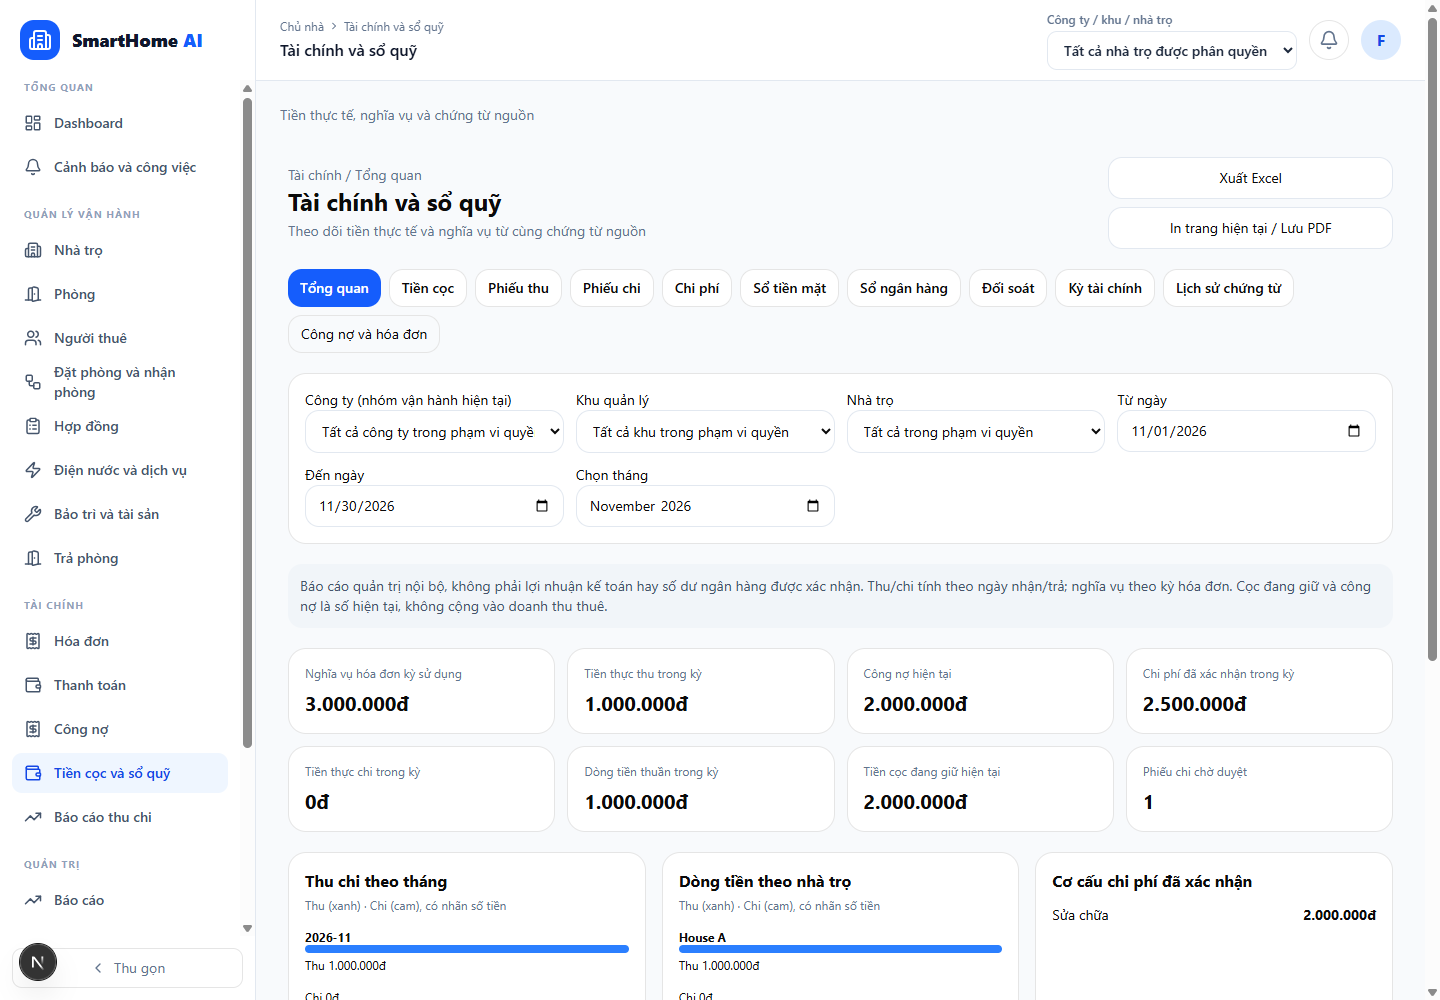 SmartHome AI
TỔNG QUAN
Dashboard
Cảnh báo và công việc
QUẢN LÝ VẬN HÀNH
Nhà trọ
Phòng
Người thuê
Đặt phòng và nhận
phòng
Hợp đồng
Điện nước và dịch vụ
Bảo trì và tài sản
Trả phòng
TÀI CHÍNH
Hóa đơn
Thanh toán
Công nợ
Tiền cọc và sổ quỹ
Báo cáo thu chi
QUẢN TRỊ
Báo cáo
N
Thu gọn
Chủ nhà > Tài chính và sổ quỹ
Tài chính và sổ quỹ
Công ty / khu / nhà trọ
Tất cả nhà trọ được phân quyền
F
Tiền thực tế, nghĩa vụ và chứng từ nguồn
Tài chính / Tổng quan
Tài chính và sổ quỹ
Theo dõi tiền thực tế và nghĩa vụ từ cùng chứng từ nguồn
Xuất Excel
In trang hiện tại / Lưu PDF
Tổng quan Tiền cọc Phiếu thu Phiếu chi Chi phí Sổ tiền mặt Sổ ngân hàng Đối soát Kỳ tài chính Lịch sử chứng từ
Công nợ và hóa đơn
Công ty (nhóm vận hành hiện tại) Khu quản lý Nhà trọ Từ ngày
Tất cả công ty trong phạm vi quyề Tất cả khu trong phạm vi quyền Tất cả trong phạm vi quyền 11/01/2026
Đến ngày Chọn tháng
11/30/2026 November 2026
Báo cáo quản trị nội bộ, không phải lợi nhuận kế toán hay số dư ngân hàng được xác nhận. Thu/chi tính theo ngày nhận/trả; nghĩa vụ theo kỳ hóa đơn. Cọc đang giữ và công
nợ là số hiện tại, không cộng vào doanh thu thuê.
Nghĩa vụ hóa đơn kỳ sử dụng
3.000.000đ
Tiền thực thu trong kỳ
1.000.000đ
Công nợ hiện tại
2.000.000đ
Chi phí đã xác nhận trong kỳ
2.500.000đ
Tiền thực chi trong kỳ
0đ
Dòng tiền thuần trong kỳ
1.000.000đ
Tiền cọc đang giữ hiện tại
2.000.000đ
Phiếu chi chờ duyệt
1
Thu chi theo tháng
Thu (xanh) · Chi (cam), có nhãn số tiền
2026-11
Thu 1.000.000đ
Chi 0đ
Dòng tiền theo nhà trọ
Thu (xanh) · Chi (cam), có nhãn số tiền
House A
Thu 1.000.000đ
Chi 0đ
Cơ cấu chi phí đã xác nhận
Sửa chữa 2.000.000đ